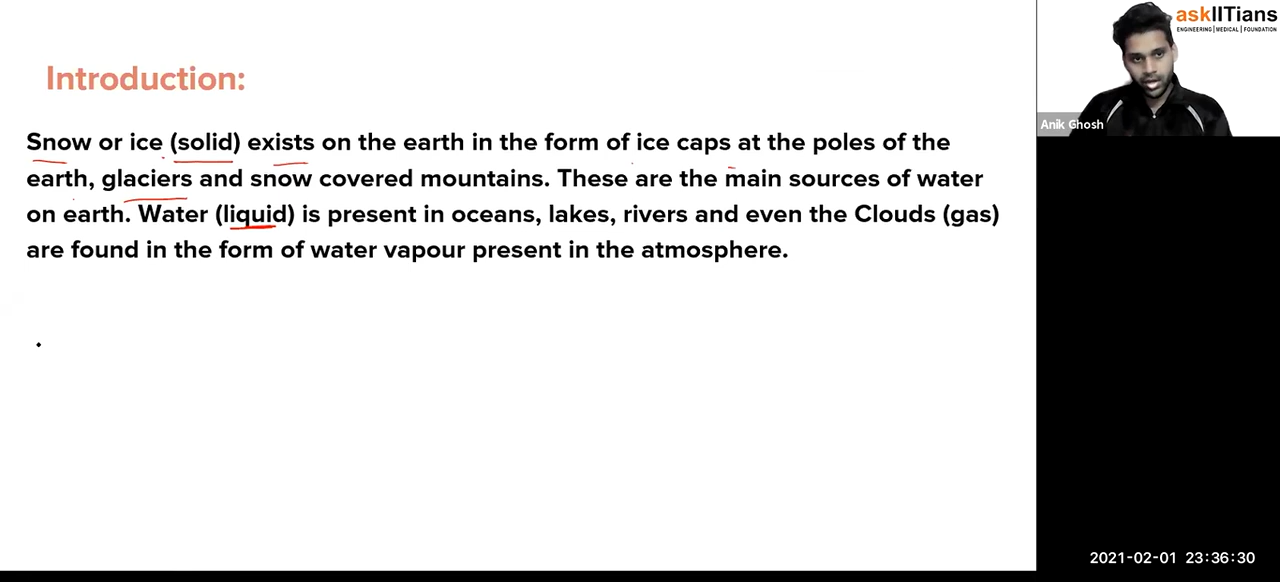 askIITians
ENGINEERING | MEDICAL | FOUNDATION
Introduction:
Snow or ice (solid) exists on the earth in the form of ice caps at the poles of the
earth, glaciers and snow covered mountains. These are the main sources of water
on earth. Water (liquid) is present in oceans, lakes, rivers and even the Clouds (gas)
are found in the form of water vapour present in the atmosphere.
Anik Ghosh
2021-02-01 23:36:30